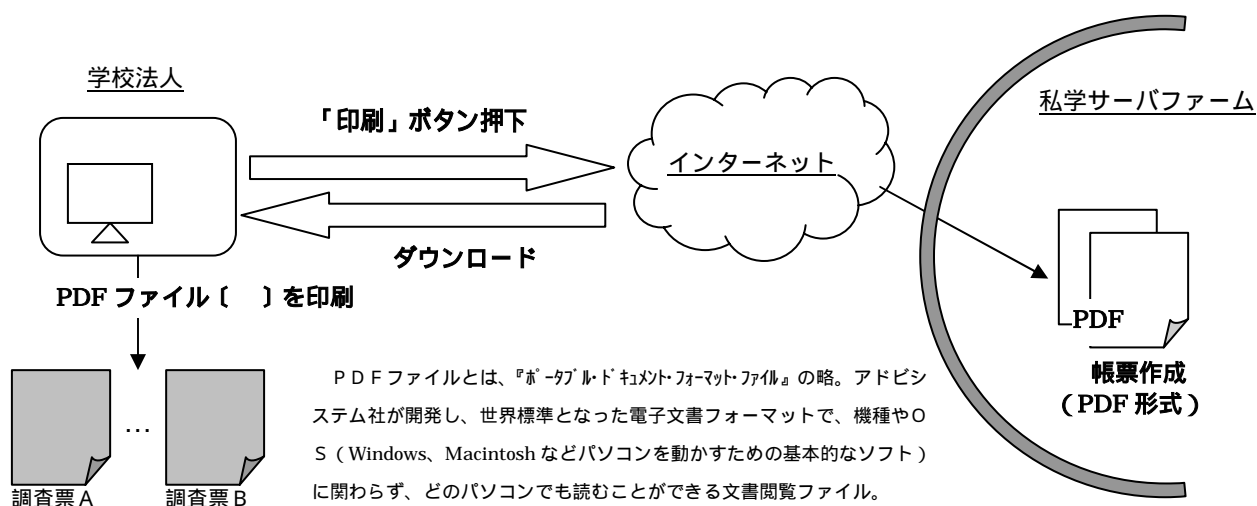 学校法人
私学サーバファーム
「印刷」ボタン押下
インターネット
ダウンロード
PDF ファイル〔　〕を印刷
PDF
帳票作成
（PDF 形式）
ＰＤＦファイルとは、『ﾎﾟｰﾀﾌﾞﾙ･ﾄﾞｷｭﾒﾝﾄ･ﾌｫｰﾏｯﾄ･ﾌｧｲﾙ』の略。アドビシ
ステム社が開発し、世界標準となった電子文書フォーマットで、機種やＯ
Ｓ（Windows、Macintosh などパソコンを動かすための基本的なソフト）
に関わらず、どのパソコンでも読むことができる文書閲覧ファイル。
…
調査票Ａ
調査票Ｂ